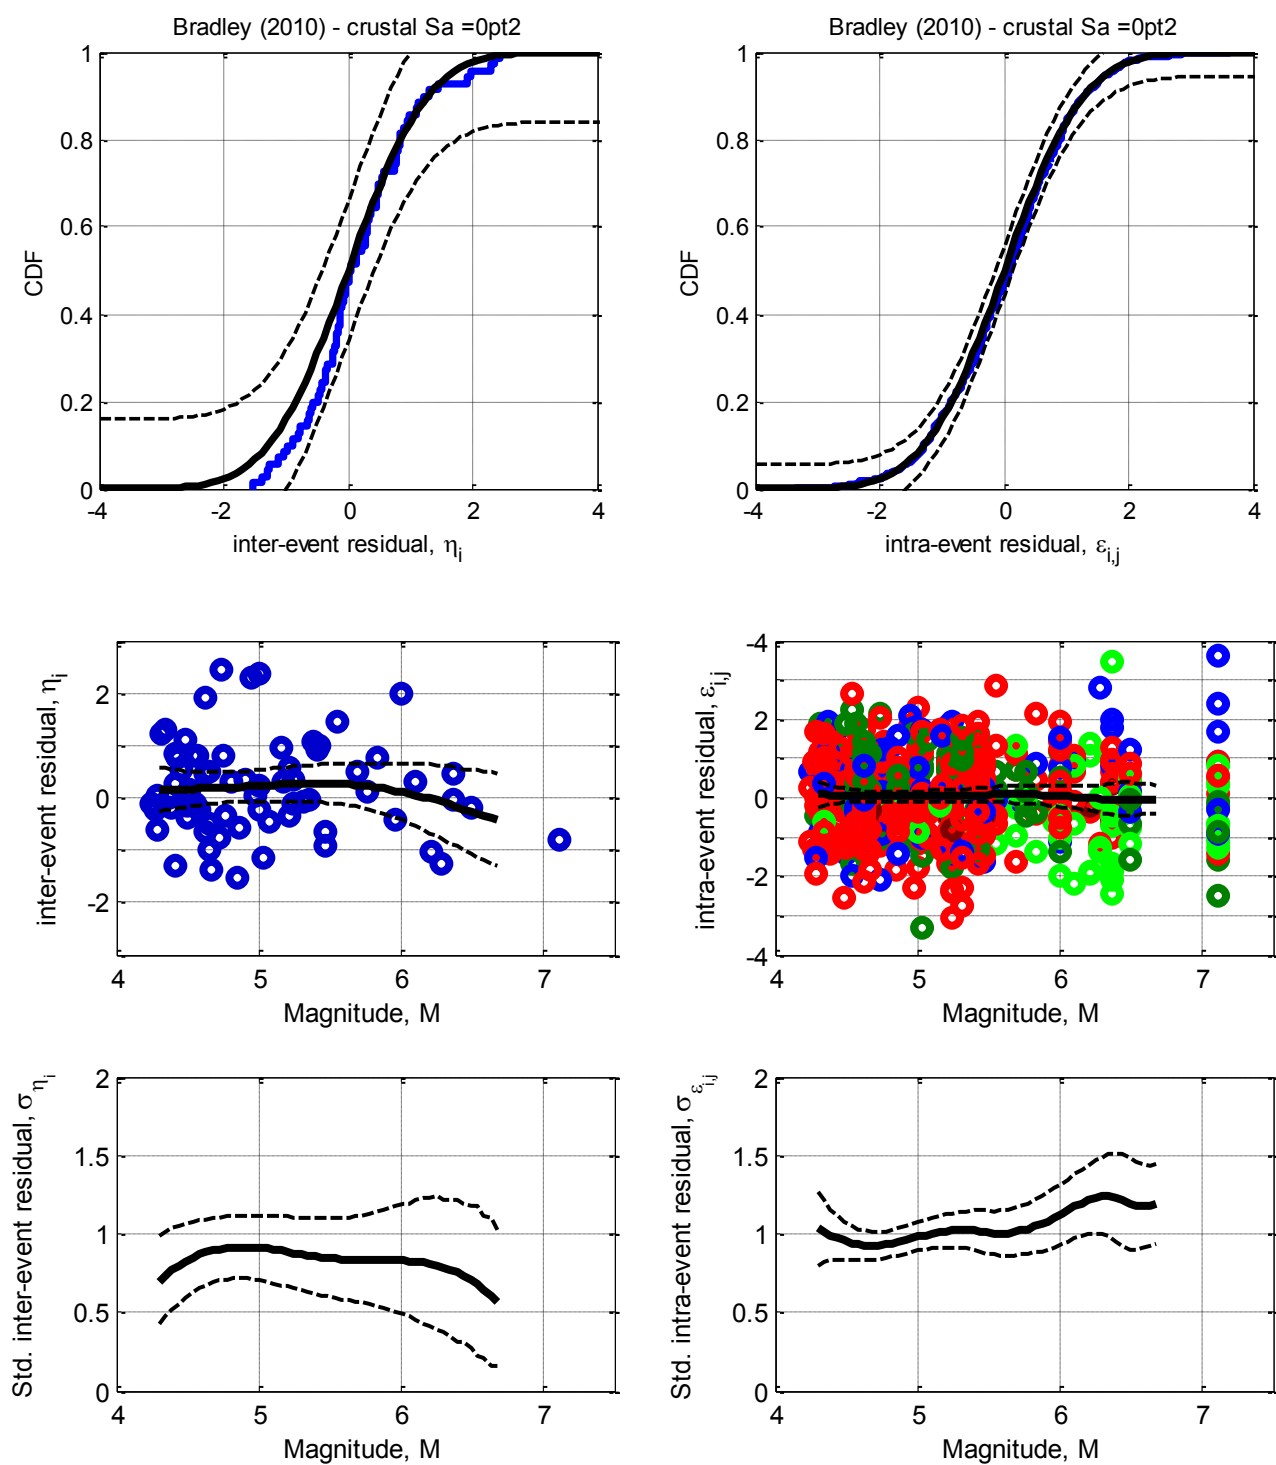 Bradley (2010) - crustal Sa =0pt2
1
0.8
0.6
0.4
0.2
0
CDF
-4 -2 0 2 4
inter-event residual, ηi
Bradley (2010) - crustal Sa =0pt2
1
0.8
0.6
0.4
0.2
0
CDF
-4 -2 0 2 4
intra-event residual, εi,j
2
0
-2
inter-event residual, ηi
4 5 6 7
Magnitude, M
-4
2
0
-2
-4
intra-event residual, εi,j
4 5 6 7
Magnitude, M
2
1.5
1
0.5
0
Std. inter-event residual, σηi
4 5 6 7
Magnitude, M
2
1.5
1
0.5
0
Std. intra-event residual, σεi,j
4 5 6 7
Magnitude, M